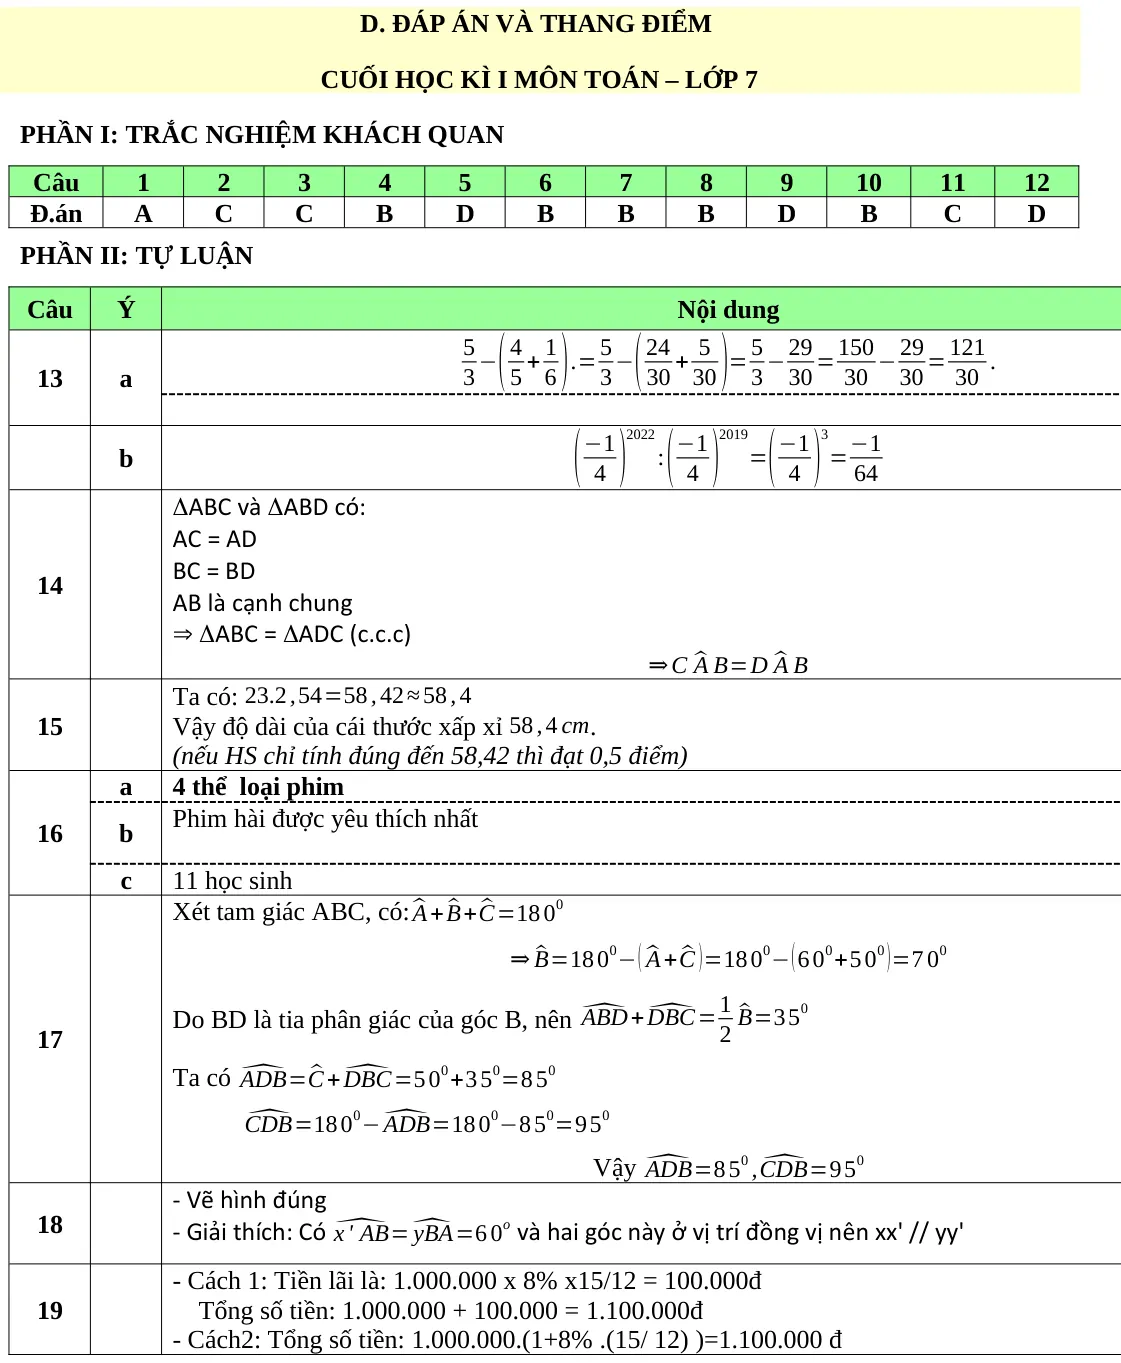 D. ĐÁP ÁN VÀ THANG ĐIỂM
CUỐI HỌC KÌ I MÔN TOÁN – LỚP 7
PHẦN I: TRẮC NGHIỆM KHÁCH QUAN
Câu 1 2 3 4 5 6 7 8 9 10 11 12
Đ.án A C C B D B B B D B C D
PHẦN II: TỰ LUẬN
Câu Ý Nội dung
13 a 5/3 − (4/5 + 1/6). = 5/3 − (24/30 + 5/30) = 5/3 − 29/30 = 150/30 − 29/30 = 121/30.
b (−1/4)^2022 : (−1/4)^2019 = (−1/4)^3 = −1/64
14
ΔABC và ΔABD có:
AC = AD
BC = BD
AB là cạnh chung
⇒ ΔABC = ΔADC (c.c.c)
⇒ C Â B = D Â B
15
Ta có: 23.2,54=58,42≈58,4
Vậy độ dài của cái thước xấp xỉ 58,4 cm.
(nếu HS chỉ tính đúng đến 58,42 thì đạt 0,5 điểm)
16
a 4 thể loại phim
b Phim hài được yêu thích nhất
c 11 học sinh
17
Xét tam giác ABC, có: Â + B̂ + Ĉ = 180⁰
⇒ B̂ = 180⁰ − (Â + Ĉ) = 180⁰ − (60⁰ + 50⁰) = 70⁰
Do BD là tia phân giác của góc B, nên ABD̂ + DBĈ = 1/2 B̂ = 35⁰
Ta có ADB̂ = Ĉ + DBĈ = 50⁰ + 35⁰ = 85⁰
CDB̂ = 180⁰ − ADB̂ = 180⁰ − 85⁰ = 95⁰
Vậy ADB̂ = 85⁰, CDB̂ = 95⁰
18
- Vẽ hình đúng
- Giải thích: Có x'AB̂ = yBÂ = 60ᵒ và hai góc này ở vị trí đồng vị nên xx' // yy'
19
- Cách 1: Tiền lãi là: 1.000.000 x 8% x15/12 = 100.000đ
Tổng số tiền: 1.000.000 + 100.000 = 1.100.000đ
- Cách2: Tổng số tiền: 1.000.000.(1+8% .(15/ 12) )=1.100.000 đ